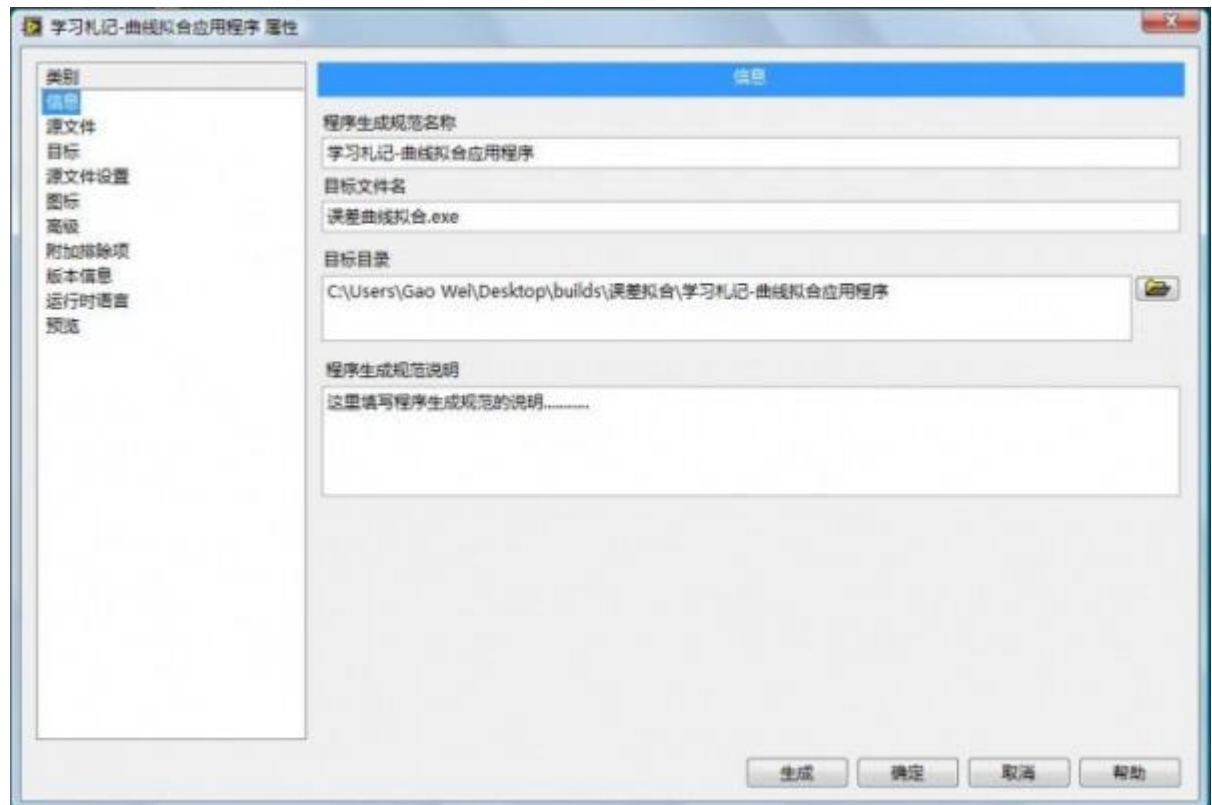 学习札记-曲线拟合应用程序 属性
类别
信息
源文件
目标
源文件设置
图标
高级
附加排除项
版本信息
运行时语言
预览
信息
程序生成规范名称
学习札记-曲线拟合应用程序
目标文件名
误差曲线拟合.exe
目标目录
C:\Users\Gao Wei\Desktop\builds\误差拟合\学习札记-曲线拟合应用程序
程序生成规范说明
这里填写程序生成规范的说明...........
生成
确定
取消
帮助